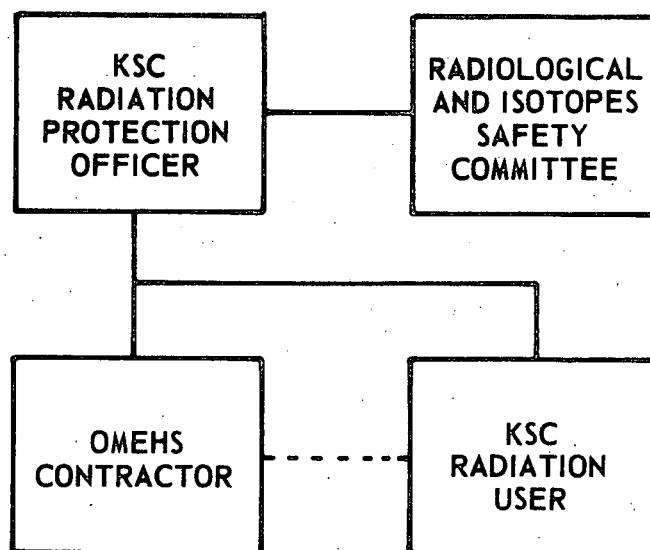 KSC
RADIATION
PROTECTION
OFFICER
RADIOLOGICAL
AND ISOTOPES
SAFETY
COMMITTEE
OMEHS
CONTRACTOR
KSC
RADIATION
USER